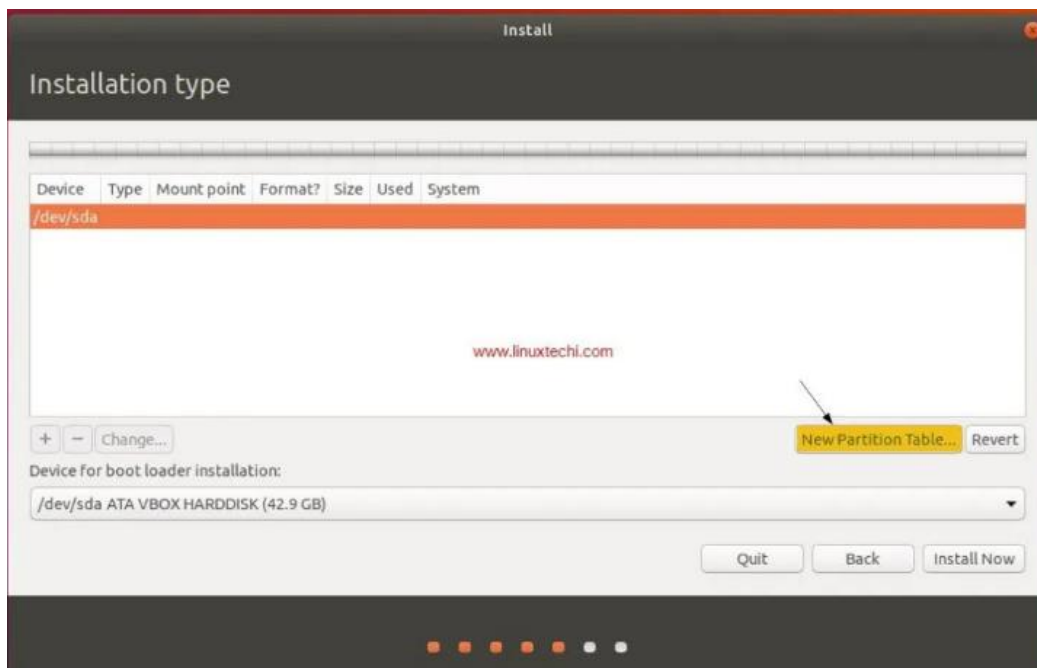 Install
Installation type
Device Type Mount point Format? Size Used System
/dev/sda
www.linuxtechi.com
+ − Change... New Partition Table... Revert
Device for boot loader installation:
/dev/sda ATA VBOX HARDDISK (42.9 GB)
Quit Back Install Now